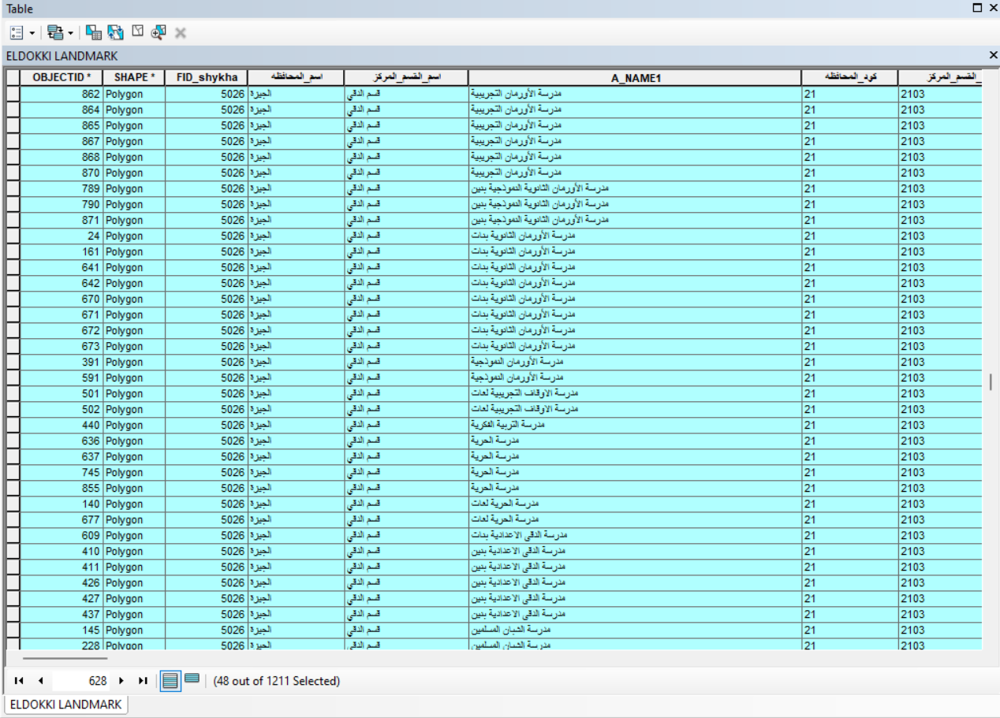 Table
ELDOKKI LANDMARK
OBJECTID * SHAPE * FID_shykha اسم_المحافظه اسم_القسم_المركز A_NAME1 كود_المحافظه _القسم_المركز
862 Polygon 5026 الجيزة قسم الدقي مدرسة الأورمان التجريبية 21 2103
864 Polygon 5026 الجيزة قسم الدقي مدرسة الأورمان التجريبية 21 2103
865 Polygon 5026 الجيزة قسم الدقي مدرسة الأورمان التجريبية 21 2103
867 Polygon 5026 الجيزة قسم الدقي مدرسة الأورمان التجريبية 21 2103
868 Polygon 5026 الجيزة قسم الدقي مدرسة الأورمان التجريبية 21 2103
870 Polygon 5026 الجيزة قسم الدقي مدرسة الأورمان التجريبية 21 2103
789 Polygon 5026 الجيزة قسم الدقي مدرسة الأورمان الثانوية النموذجية بنين 21 2103
790 Polygon 5026 الجيزة قسم الدقي مدرسة الأورمان الثانوية النموذجية بنين 21 2103
871 Polygon 5026 الجيزة قسم الدقي مدرسة الأورمان الثانوية النموذجية بنين 21 2103
24 Polygon 5026 الجيزة قسم الدقي مدرسة الأورمان الثانوية بنات 21 2103
161 Polygon 5026 الجيزة قسم الدقي مدرسة الأورمان الثانوية بنات 21 2103
641 Polygon 5026 الجيزة قسم الدقي مدرسة الأورمان الثانوية بنات 21 2103
642 Polygon 5026 الجيزة قسم الدقي مدرسة الأورمان الثانوية بنات 21 2103
670 Polygon 5026 الجيزة قسم الدقي مدرسة الأورمان الثانوية بنات 21 2103
671 Polygon 5026 الجيزة قسم الدقي مدرسة الأورمان الثانوية بنات 21 2103
672 Polygon 5026 الجيزة قسم الدقي مدرسة الأورمان الثانوية بنات 21 2103
673 Polygon 5026 الجيزة قسم الدقي مدرسة الأورمان الثانوية بنات 21 2103
391 Polygon 5026 الجيزة قسم الدقي مدرسة الأورمان النموذجية 21 2103
591 Polygon 5026 الجيزة قسم الدقي مدرسة الأورمان النموذجية 21 2103
501 Polygon 5026 الجيزة قسم الدقي مدرسة الاوقاف التجريبية لغات 21 2103
502 Polygon 5026 الجيزة قسم الدقي مدرسة الاوقاف التجريبية لغات 21 2103
440 Polygon 5026 الجيزة قسم الدقي مدرسة التربية الفكرية 21 2103
636 Polygon 5026 الجيزة قسم الدقي مدرسة الحرية 21 2103
637 Polygon 5026 الجيزة قسم الدقي مدرسة الحرية 21 2103
745 Polygon 5026 الجيزة قسم الدقي مدرسة الحرية 21 2103
855 Polygon 5026 الجيزة قسم الدقي مدرسة الحرية 21 2103
140 Polygon 5026 الجيزة قسم الدقي مدرسة الحرية لغات 21 2103
677 Polygon 5026 الجيزة قسم الدقي مدرسة الحرية لغات 21 2103
609 Polygon 5026 الجيزة قسم الدقي مدرسة الدقى الاعدادية بنات 21 2103
410 Polygon 5026 الجيزة قسم الدقي مدرسة الدقى الاعدادية بنين 21 2103
411 Polygon 5026 الجيزة قسم الدقي مدرسة الدقى الاعدادية بنين 21 2103
426 Polygon 5026 الجيزة قسم الدقي مدرسة الدقى الاعدادية بنين 21 2103
427 Polygon 5026 الجيزة قسم الدقي مدرسة الدقى الاعدادية بنين 21 2103
437 Polygon 5026 الجيزة قسم الدقي مدرسة الدقى الاعدادية بنين 21 2103
145 Polygon 5026 الجيزة قسم الدقي مدرسة الشبان المسلمين 21 2103
228 Polygon 5026 الجيزة قسم الدقي مدرسة الشبان المسلمين 21 2103
628 (48 out of 1211 Selected)
ELDOKKI LANDMARK